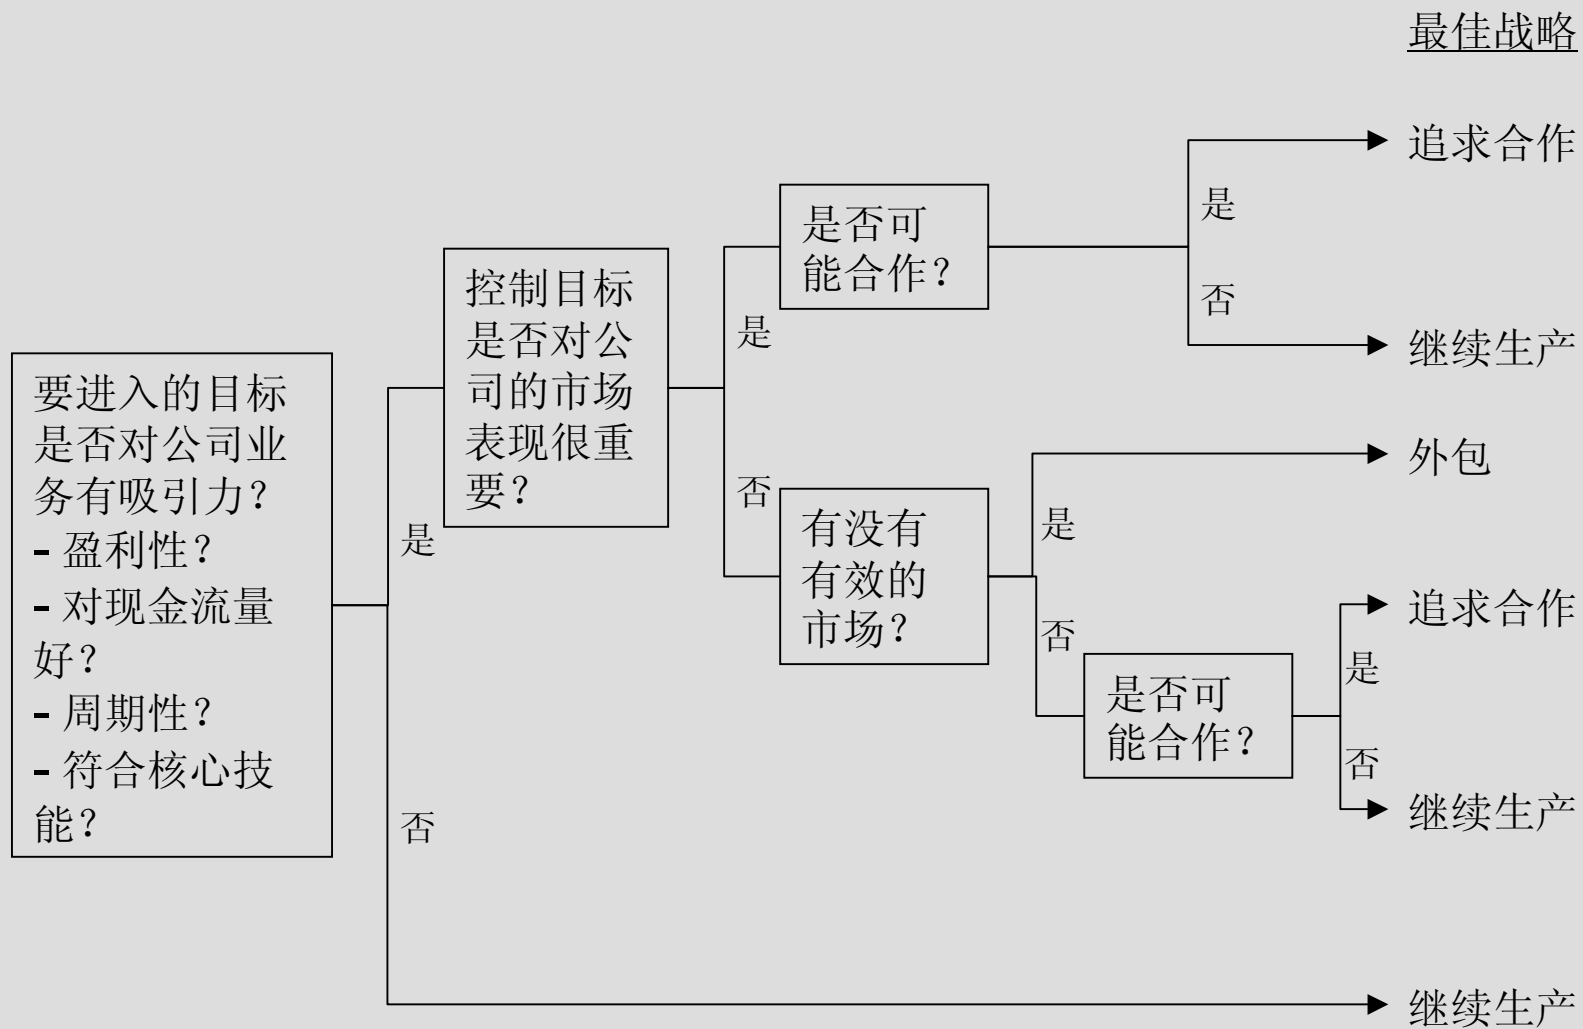 最佳战略
要进入的目标
是否对公司业
务有吸引力？
- 盈利性？
- 对现金流量
好？
- 周期性？
- 符合核心技
能？
是
否
控制目标
是否对公
司的市场
表现很重
要？
是
否
是否可
能合作？
是
否
追求合作
继续生产
有没有
有效的
市场？
是
否
外包
是否可
能合作？
是
否
追求合作
继续生产
继续生产